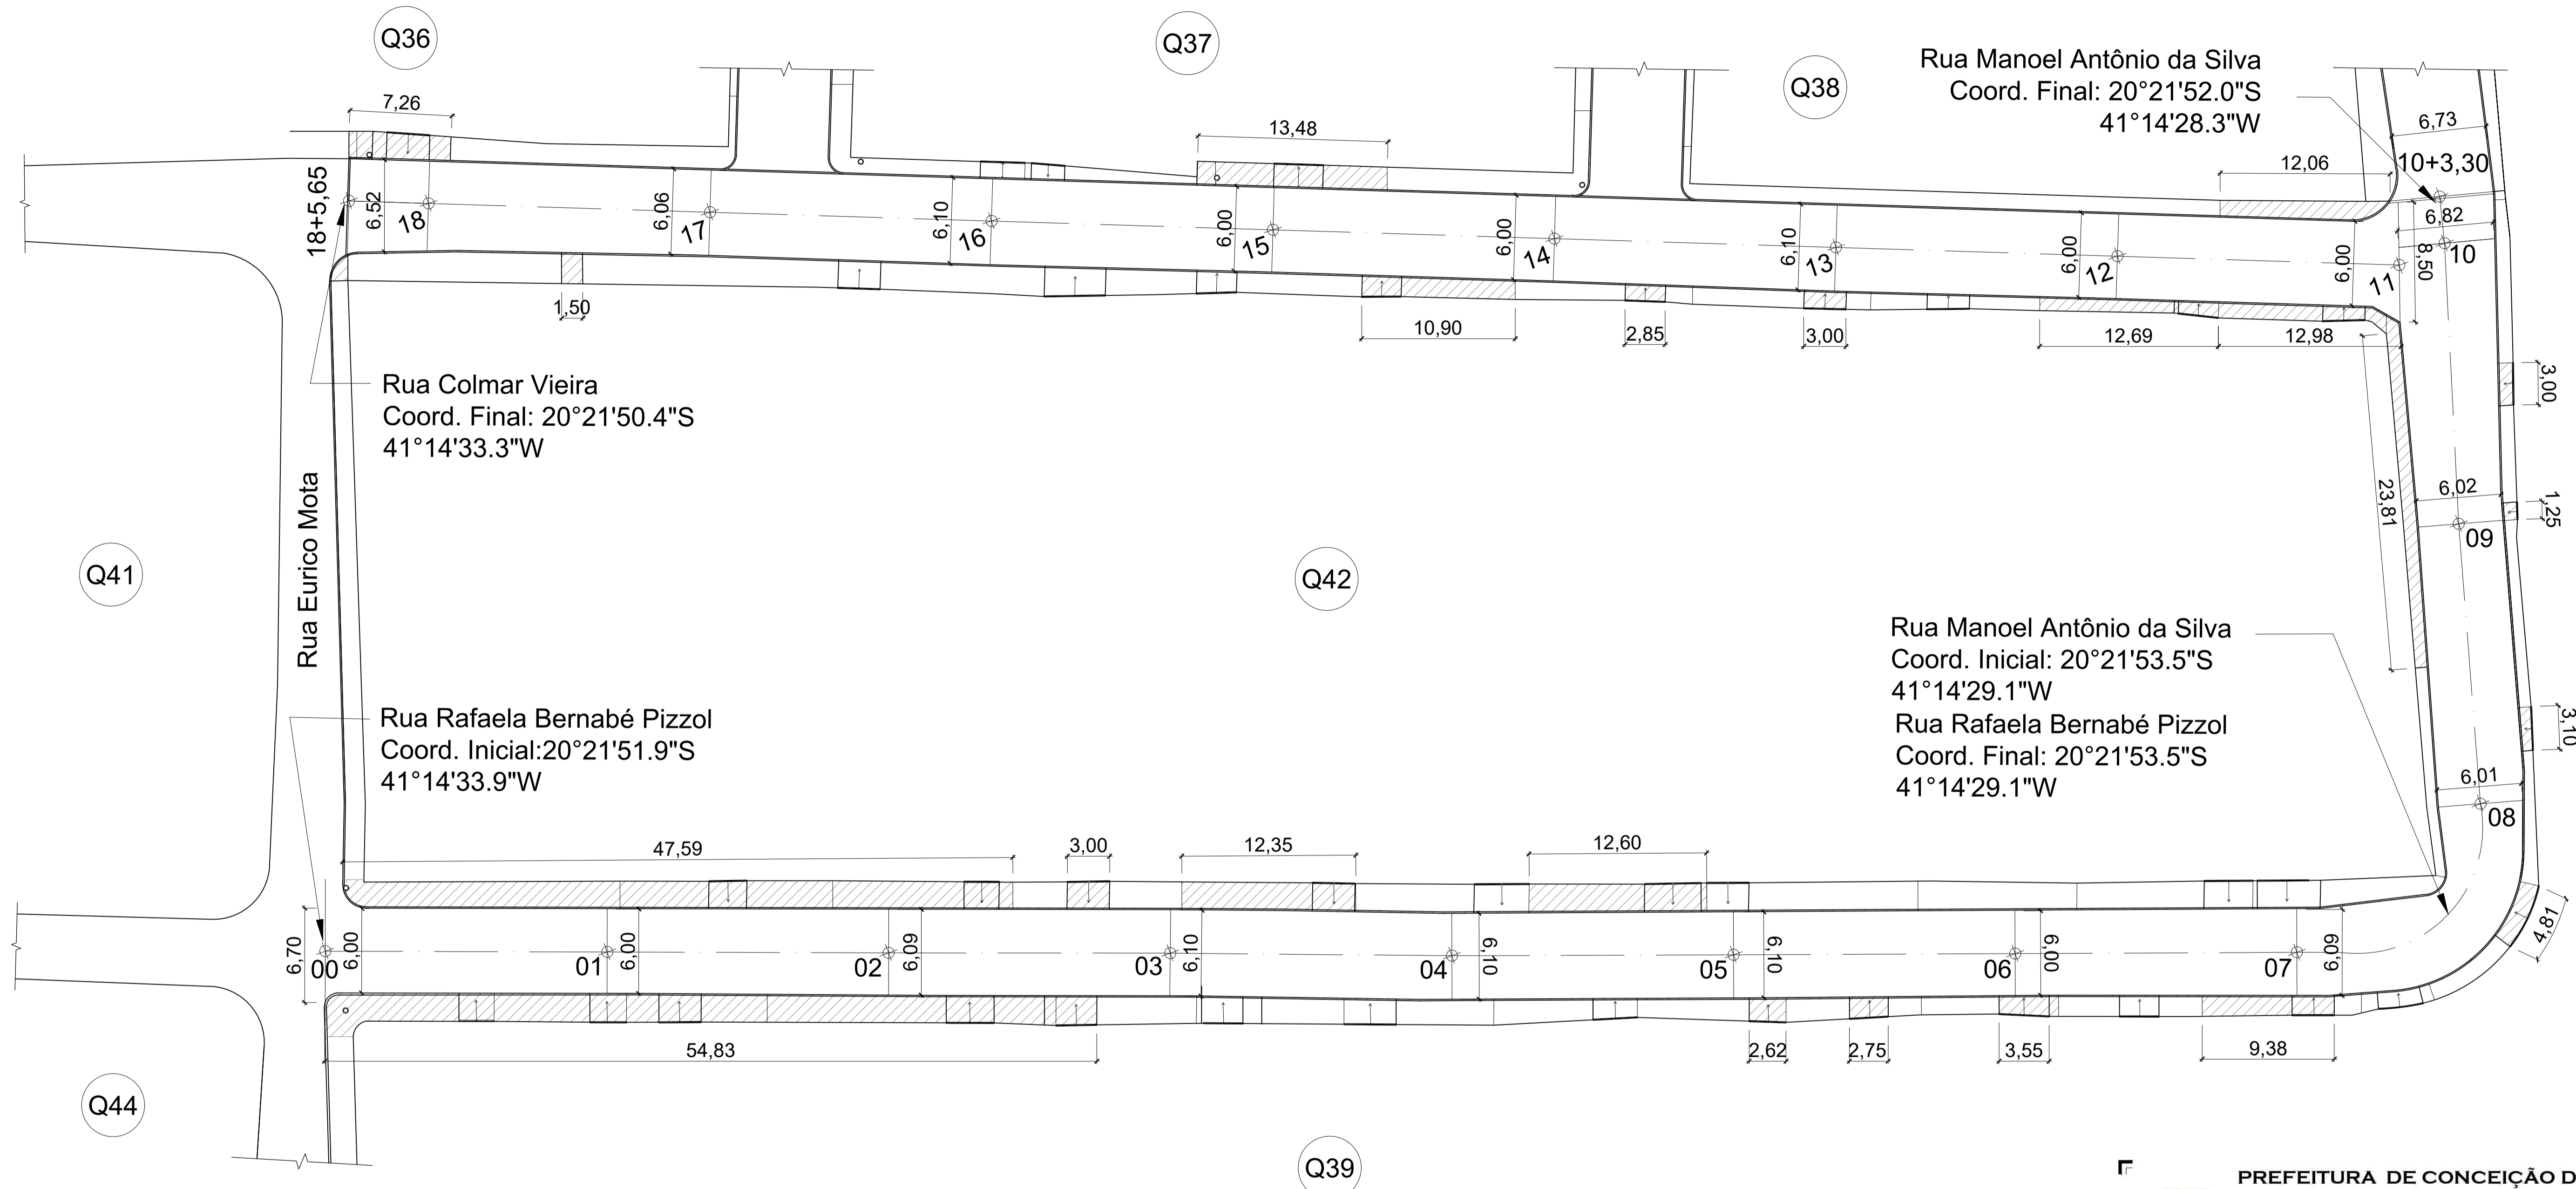 Q36
Q37
Q38
Rua Manoel Antônio da Silva
Coord. Final: 20°21'52.0"S
41°14'28.3"W
7,26
13,48
12,06
6,73
10+3,30
6,82
10
8,50
18+5,65
6,52
18
6,06
17
6,10
16
6,00
15
6,00
14
6,10
13
6,00
12
6,00
11
1,50
10,90
2,85
3,00
12,69
12,98
3,00
Rua Colmar Vieira
Coord. Final: 20°21'50.4"S
41°14'33.3"W
23,81
6,02
1,25
09
Rua Eurico Mota
Q41
Q42
Rua Manoel Antônio da Silva
Coord. Inicial: 20°21'53.5"S
41°14'29.1"W
Rua Rafaela Bernabé Pizzol
Coord. Final: 20°21'53.5"S
41°14'29.1"W
3,10
6,01
08
Rua Rafaela Bernabé Pizzol
Coord. Inicial:20°21'51.9"S
41°14'33.9"W
47,59
3,00
12,35
12,60
4,81
6,70
00
6,00
01
6,00
02
6,09
03
6,10
04
6,10
05
6,10
06
6,00
07
6,09
54,83
2,62
2,75
3,55
9,38
Q44
Q39
PREFEITURA DE CONCEIÇÃO D